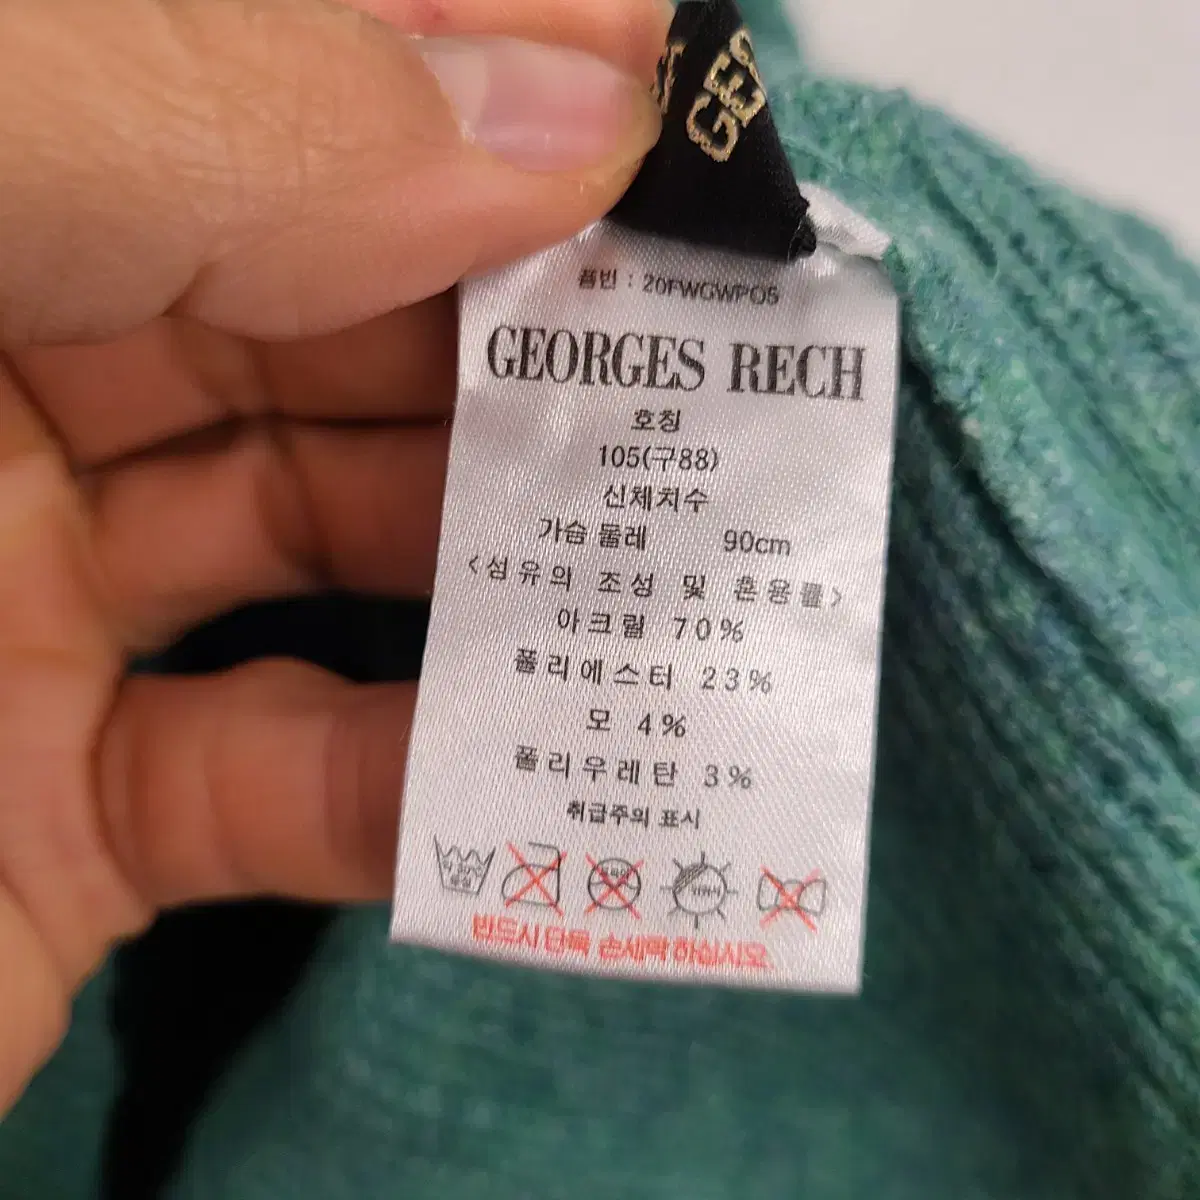 GEO
품번 : 20FWGWPO5
GEORGES RECH
호칭
105(구88)
신체치수
가슴 둘레 90cm
<섬유의 조성 및 혼용률>
아크릴 70%
폴리에스터 23%
모 4%
폴리우레탄 3%
취급주의 표시
반드시 단독 손세탁 하십시오.